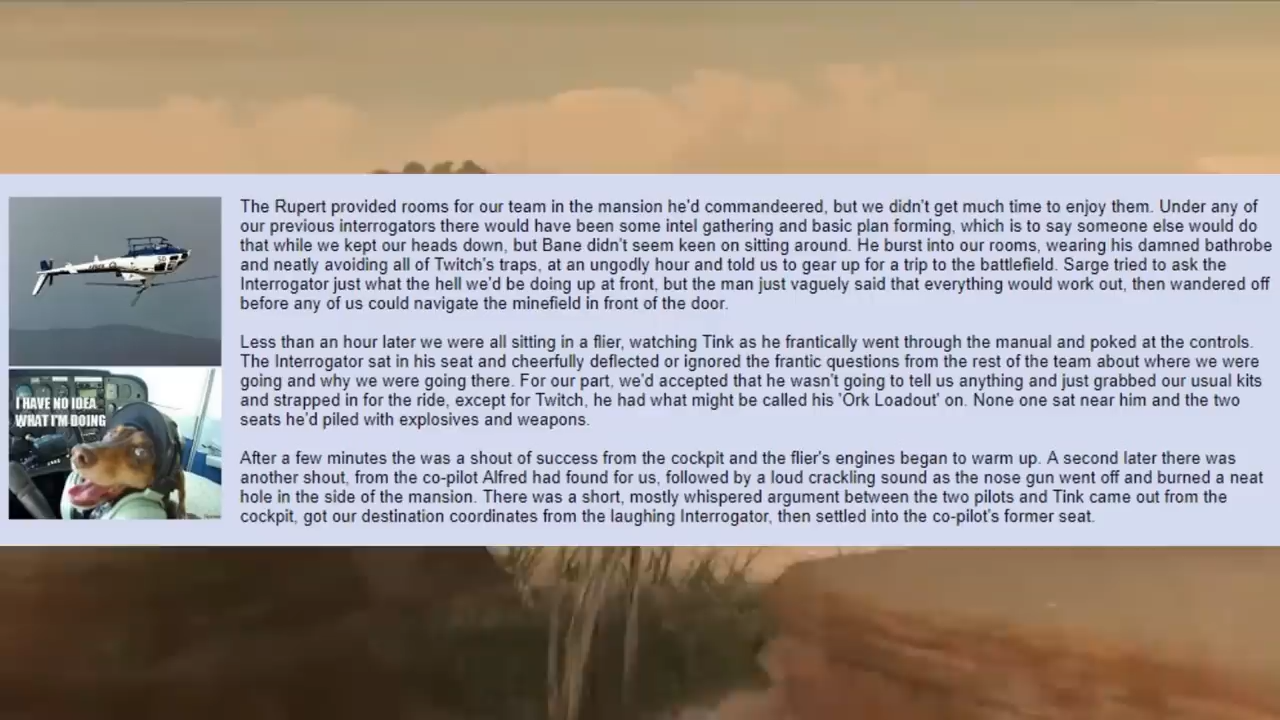 The Rupert provided rooms for our team in the mansion he'd commandeered, but we didn't get much time to enjoy them. Under any of
our previous interrogators there would have been some intel gathering and basic plan forming, which is to say someone else would do
that while we kept our heads down, but Bane didn't seem keen on sitting around. He burst into our rooms, wearing his damned bathrobe
and neatly avoiding all of Twitch's traps, at an ungodly hour and told us to gear up for a trip to the battlefield. Sarge tried to ask the
Interrogator just what the hell we'd be doing up at front, but the man just vaguely said that everything would work out, then wandered off
before any of us could navigate the minefield in front of the door.
Less than an hour later we were all sitting in a flier, watching Tink as he frantically went through the manual and poked at the controls.
The Interrogator sat in his seat and cheerfully deflected or ignored the frantic questions from the rest of the team about where we were
going and why we were going there. For our part, we'd accepted that he wasn't going to tell us anything and just grabbed our usual kits
and strapped in for the ride, except for Twitch, he had what might be called his 'Ork Loadout' on. None one sat near him and the two
seats he'd piled with explosives and weapons.
After a few minutes the was a shout of success from the cockpit and the flier's engines began to warm up. A second later there was
another shout, from the co-pilot Alfred had found for us, followed by a loud crackling sound as the nose gun went off and burned a neat
hole in the side of the mansion. There was a short, mostly whispered argument between the two pilots and Tink came out from the
cockpit, got our destination coordinates from the laughing Interrogator, then settled into the co-pilot's former seat.
I HAVE NO IDEA
WHAT I'M DOING